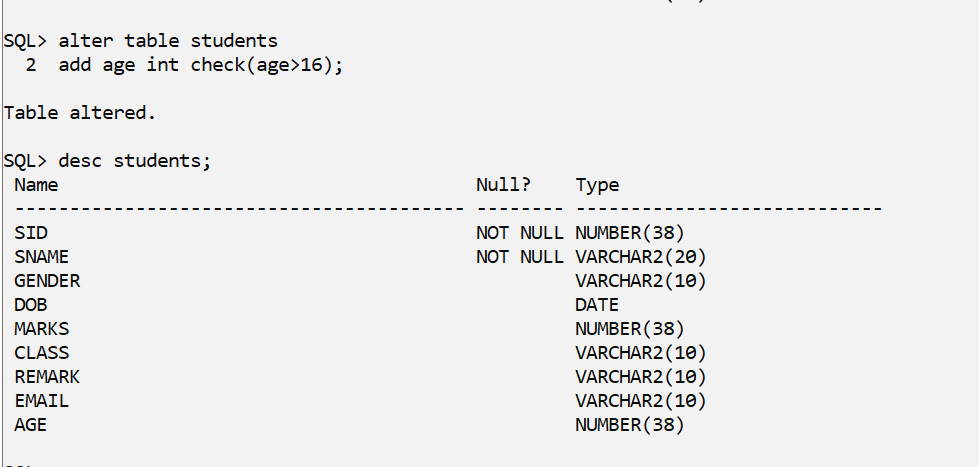 SQL> alter table students
  2  add age int check(age>16);
Table altered.
SQL> desc students;
 Name                                      Null?    Type
 ----------------------------------------- -------- ----------------------------
 SID                                       NOT NULL NUMBER(38)
 SNAME                                     NOT NULL VARCHAR2(20)
 GENDER                                             VARCHAR2(10)
 DOB                                                DATE
 MARKS                                              NUMBER(38)
 CLASS                                              VARCHAR2(10)
 REMARK                                             VARCHAR2(10)
 EMAIL                                              VARCHAR2(10)
 AGE                                                NUMBER(38)